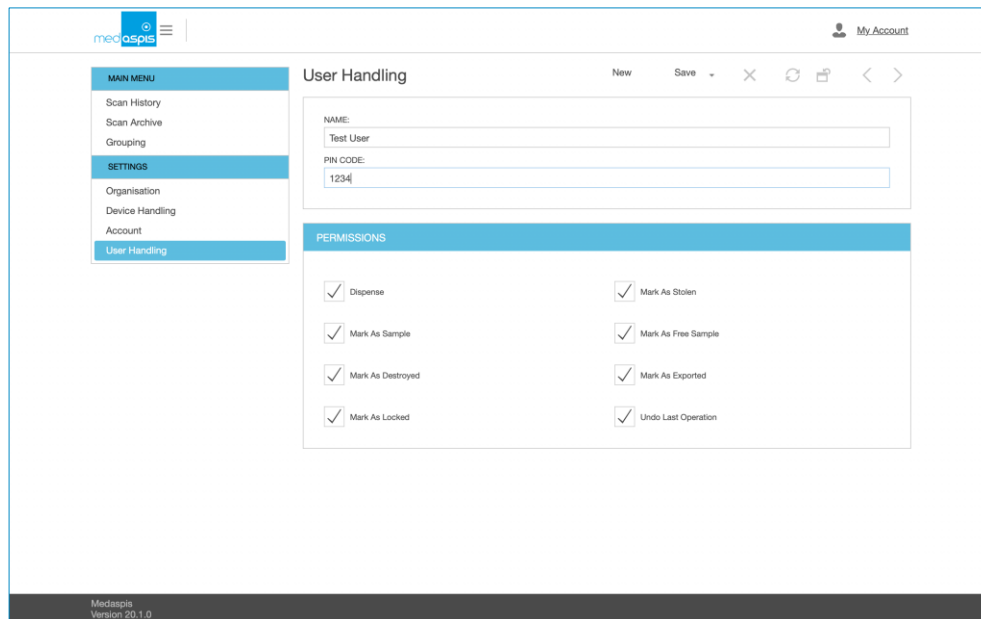 medaspis
My Account
MAIN MENU
Scan History
Scan Archive
Grouping
SETTINGS
Organisation
Device Handling
Account
User Handling
User Handling
New Save
NAME:
Test User
PIN CODE:
1234
PERMISSIONS
Dispense
Mark As Stolen
Mark As Sample
Mark As Free Sample
Mark As Destroyed
Mark As Exported
Mark As Locked
Undo Last Operation
Medaspis
Version 20.1.0